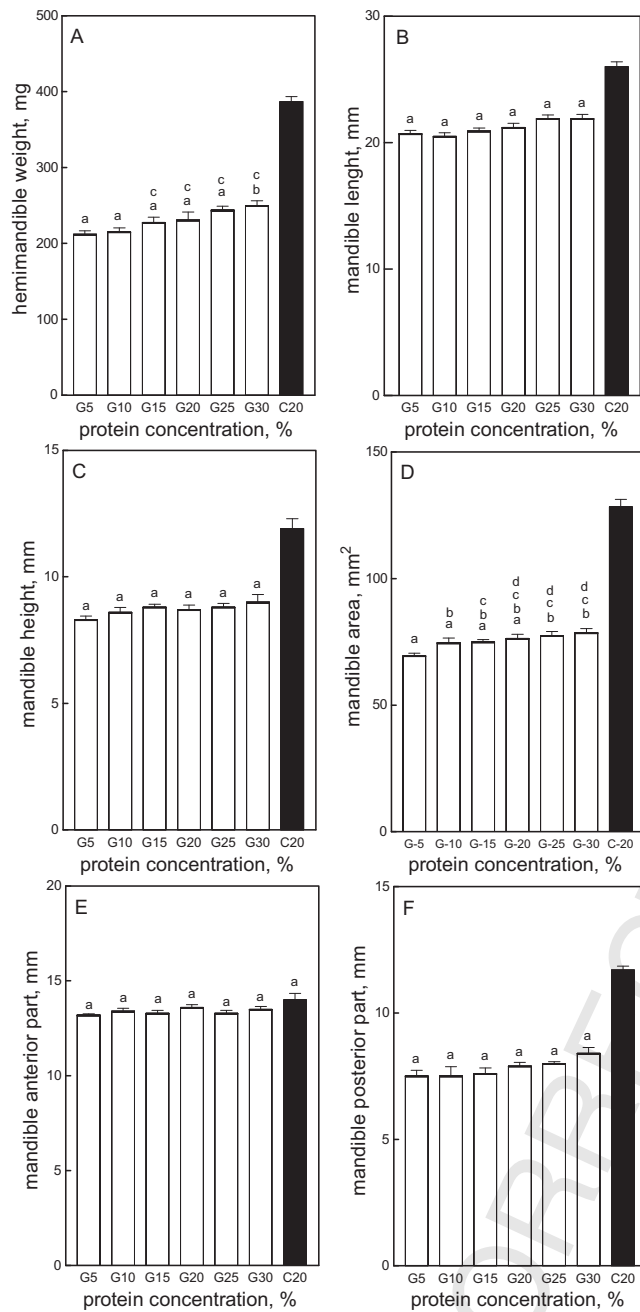 A
hemimandible weight, mg
500
400
300
200
100
0
a
a
c
a
c
a
c
a
c
b
G5 G10 G15 G20 G25 G30 C20
protein concentration, %
B
mandible lenght, mm
30
20
10
0
a a a a a a
G5 G10 G15 G20 G25 G30 C20
protein concentration, %
C
mandible height, mm
15
10
5
0
a a a a a a
G5 G10 G15 G20 G25 G30 C20
protein concentration, %
D
mandible area, mm²
150
100
50
0
a
b
a
c
b
a
d
c
b
a
d
c
b
d
c
b
G-5 G-10 G-15 G-20 G-25 G-30 C-20
protein concentration, %
E
mandible anterior part, mm
20
15
10
5
0
a a a a a a a
G5 G10 G15 G20 G25 G30 C20
protein concentration, %
F
mandible posterior part, mm
15
10
5
0
a a a a a a
G5 G10 G15 G20 G25 G30 C20
protein concentration, %